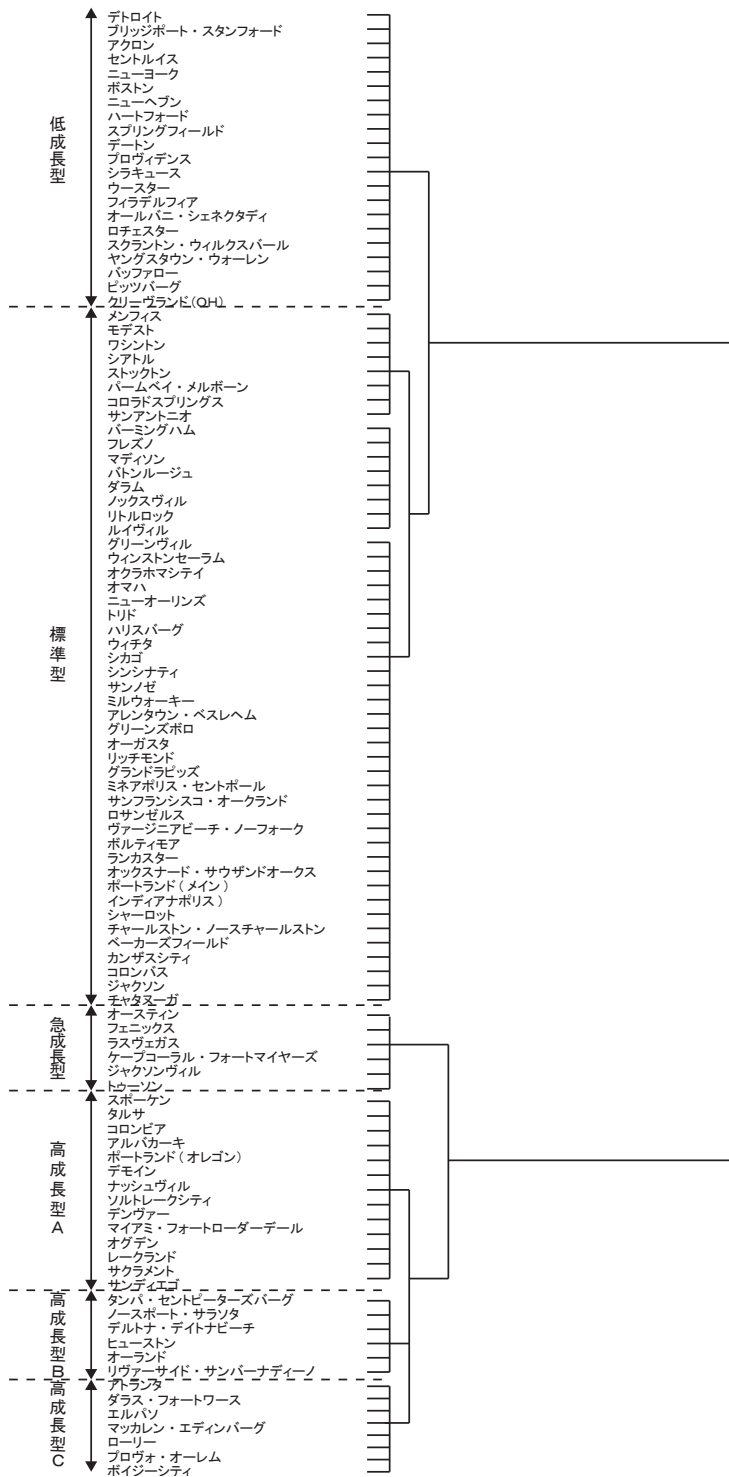 低成長型
デトロイト
ブリッジポート・スタンフォード
アクロン
セントルイス
ニューヨーク
ボストン
ニューヘブン
ハートフォード
スプリングフィールド
デートン
プロヴィデンス
シラキュース
ウースター
フィラデルフィア
オールバニ・シェネクタディ
ロチェスター
スクラントン・ウィルクスバール
ヤングスタウン・ウォーレン
バッファロー
ピッツバーグ
クリーヴランド(OH)
標準型
メンフィス
モデスト
ワシントン
シアトル
ストックトン
パームベイ・メルボーン
コロラドスプリングス
サンアントニオ
バーミングハム
フレズノ
マディソン
バトンルージュ
ダラム
ノックスヴィル
リトルロック
ルイヴィル
グリーンヴィル
ウィンストンセーラム
オクラホマシテイ
オマハ
ニューオーリンズ
トリド
ハリスバーグ
ウィチタ
シカゴ
シンシナティ
サンノゼ
ミルウォーキー
アレンタウン・ベスレヘム
グリーンズボロ
オーガスタ
リッチモンド
グランドラピッズ
ミネアポリス・セントポール
サンフランシスコ・オークランド
ロサンゼルス
ヴァージニアビーチ・ノーフォーク
ボルティモア
ランカスター
オックスナード・サウザンドオークス
ポートランド(メイン)
インディアナポリス)
シャーロット
チャールストン・ノースチャールストン
ベーカーズフィールド
カンザスシティ
コロンバス
ジャクソン
チャタヌーガ
急成長型
オースティン
フェニックス
ラスヴェガス
ケープコーラル・フォートマイヤーズ
ジャクソンヴィル
トゥーソン
高成長型A
スポーケン
タルサ
コロンビア
アルバカーキ
ポートランド(オレゴン)
デモイン
ナッシュヴィル
ソルトレークシティ
デンヴァー
マイアミ・フォートローダーデール
オグデン
レークランド
サクラメント
サンディエゴ
高成長型B
タンパ・セントピーターズバーグ
ノースポート・サラソタ
デルトナ・デイトナビーチ
ヒューストン
オーランド
リヴァーサイド・サンバーナディーノ
高成長型C
アトランタ
ダラス・フォートワース
エルパソ
マッカレン・エディンバーグ
ローリー
プロヴォ・オーレム
ボイジーシティ